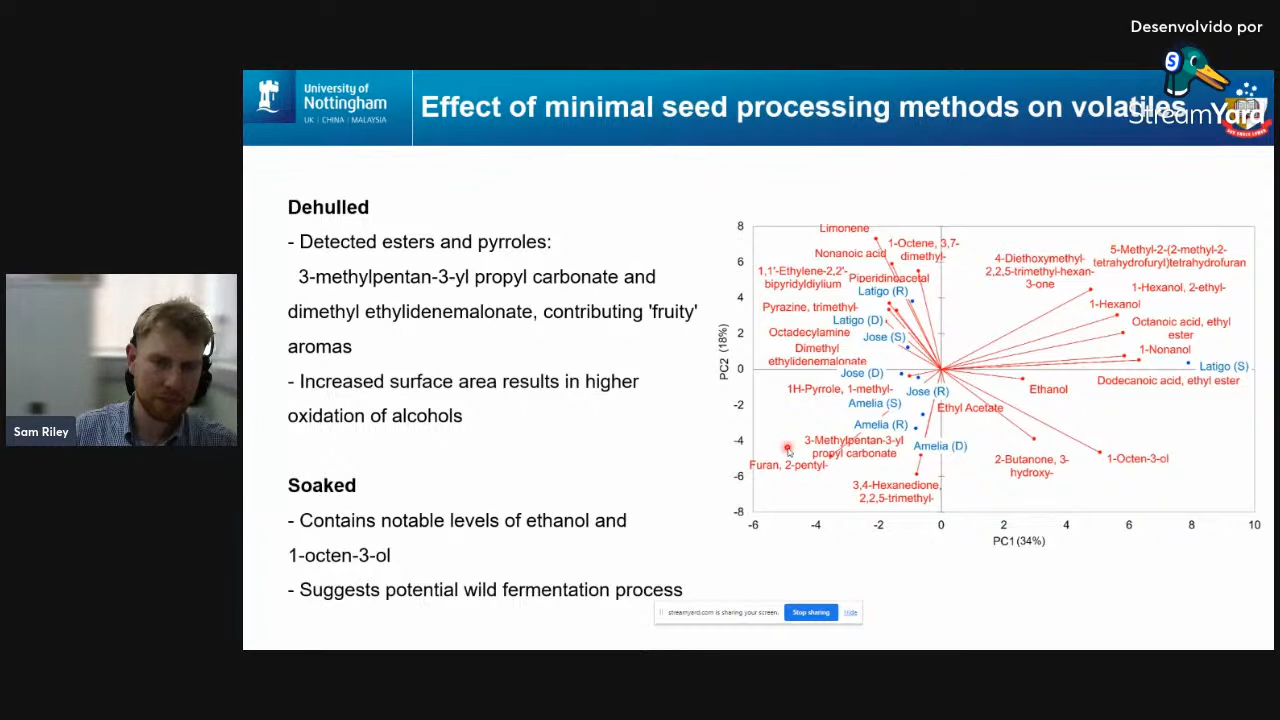 Desenvolvido por
StreamYard
University of
Nottingham
UK | CHINA | MALAYSIA
Effect of minimal seed processing methods on volatiles
Dehulled
- Detected esters and pyrroles:
3-methylpentan-3-yl propyl carbonate and
dimethyl ethylidenemalonate, contributing 'fruity'
aromas
- Increased surface area results in higher
oxidation of alcohols
Soaked
- Contains notable levels of ethanol and
1-octen-3-ol
- Suggests potential wild fermentation process
Sam Riley
8
6
4
2
0
-2
-4
-6
-8
PC2 (18%)
-6
-4
-2
0
2
4
6
8
10
PC1 (34%)
Limonene
1-Octene, 3,7-
dimethyl-
Nonanoic acid
1,1'-Ethylene-2,2'-
bipyridyldiylium
Piperidinoacetal
Latigo (R)
Pyrazine, trimethyl-
Latigo (D)
Octadecylamine
Jose (S)
Dimethyl
ethylidenemalonate
Jose (D)
1H-Pyrrole, 1-methyl-
Jose (R)
Amelia (S)
Ethyl Acetate
Amelia (R)
3-Methylpentan-3-yl
propyl carbonate
Amelia (D)
Furan, 2-pentyl-
3,4-Hexanedione,
2,2,5-trimethyl-
4-Diethoxymethyl-
2,2,5-trimethyl-hexan-
3-one
5-Methyl-2-(2-methyl-2-
tetrahydrofuryl)tetrahydrofuran
1-Hexanol, 2-ethyl-
1-Hexanol
Octanoic acid, ethyl
ester
1-Nonanol
Latigo (S)
Dodecanoic acid, ethyl ester
Ethanol
2-Butanone, 3-
hydroxy-
1-Octen-3-ol
streamyard.com is sharing your screen.
Stop sharing
Hide